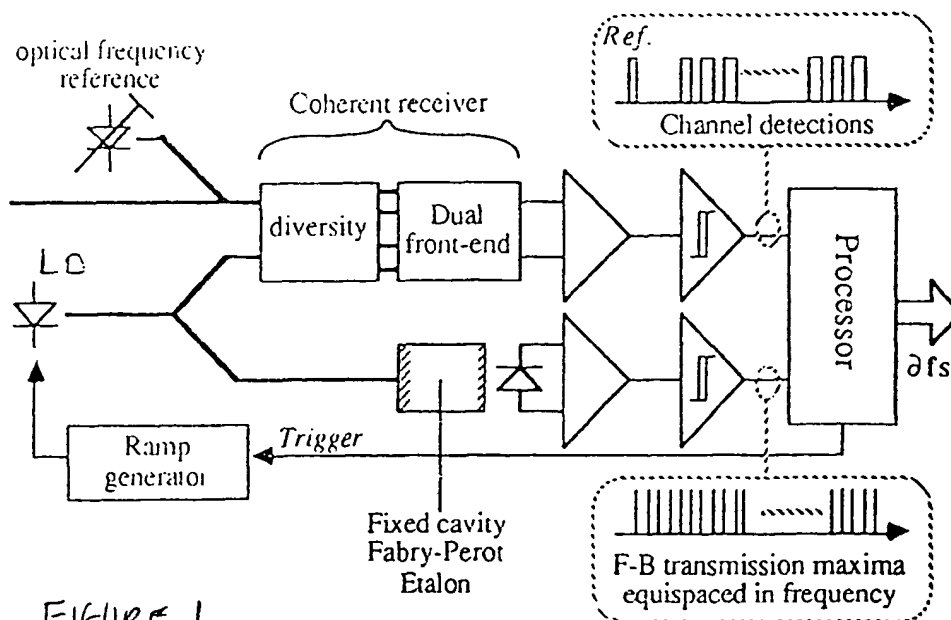 optical frequency
reference
Coherent receiver
Ref.
Channel detections
diversity
Dual
front-end
LO
Processor
∂fs
Ramp
generator
Trigger
Fixed cavity
Fabry-Perot
Etalon
F-B transmission maxima
equispaced in frequency
FIGURE 1